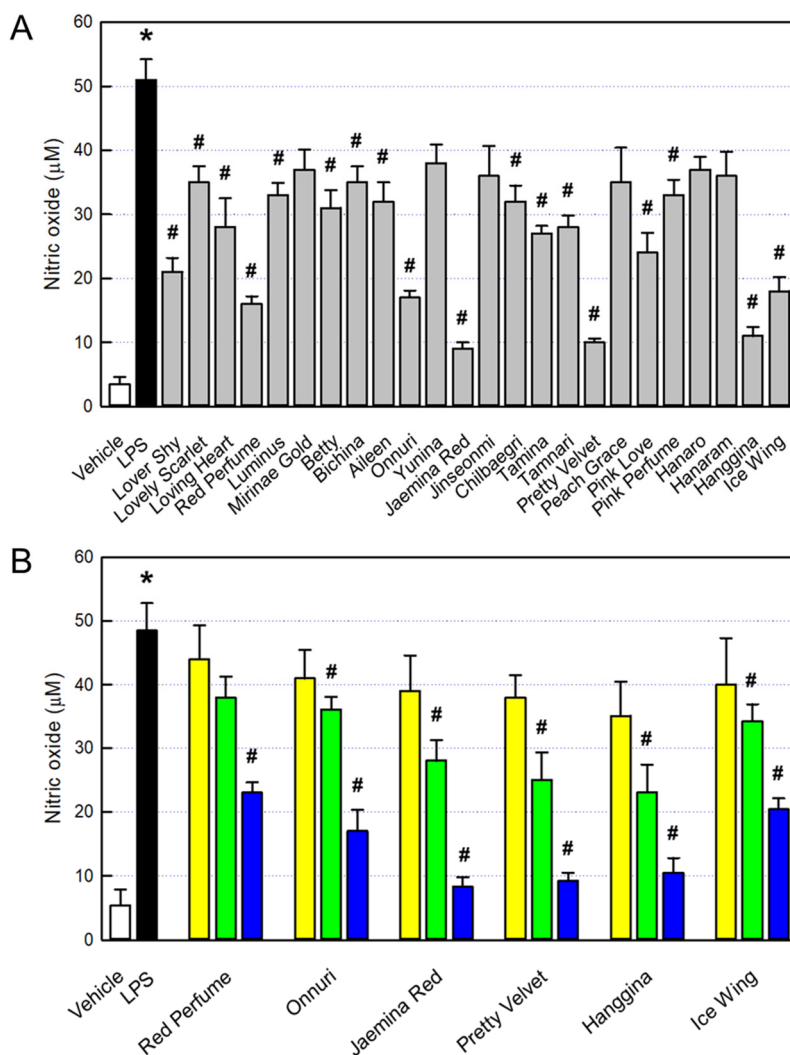 A
60
50
40
30
20
10
0
Nitric oxide (μM)
*
# # # # # # # # # # # # # # # # # #
Vehicle
LPS
Lover Shy
Lovely Scarlet
Loving Heart
Red Perfume
Luminus
Mirinae Gold
Betty
Bichina
Aileen
Onnuri
Yunina
Jaemina Red
Jinseonmi
Chilbaegri
Tamina
Tamnari
Pretty Velvet
Peach Grace
Pink Love
Pink Perfume
Hanaro
Hanaram
Hanggina
Ice Wing
B
60
50
40
30
20
10
0
Nitric oxide (μM)
*
# # # # # # # # # # #
Vehicle
LPS
Red Perfume
Onnuri
Jaemina Red
Pretty Velvet
Hanggina
Ice Wing